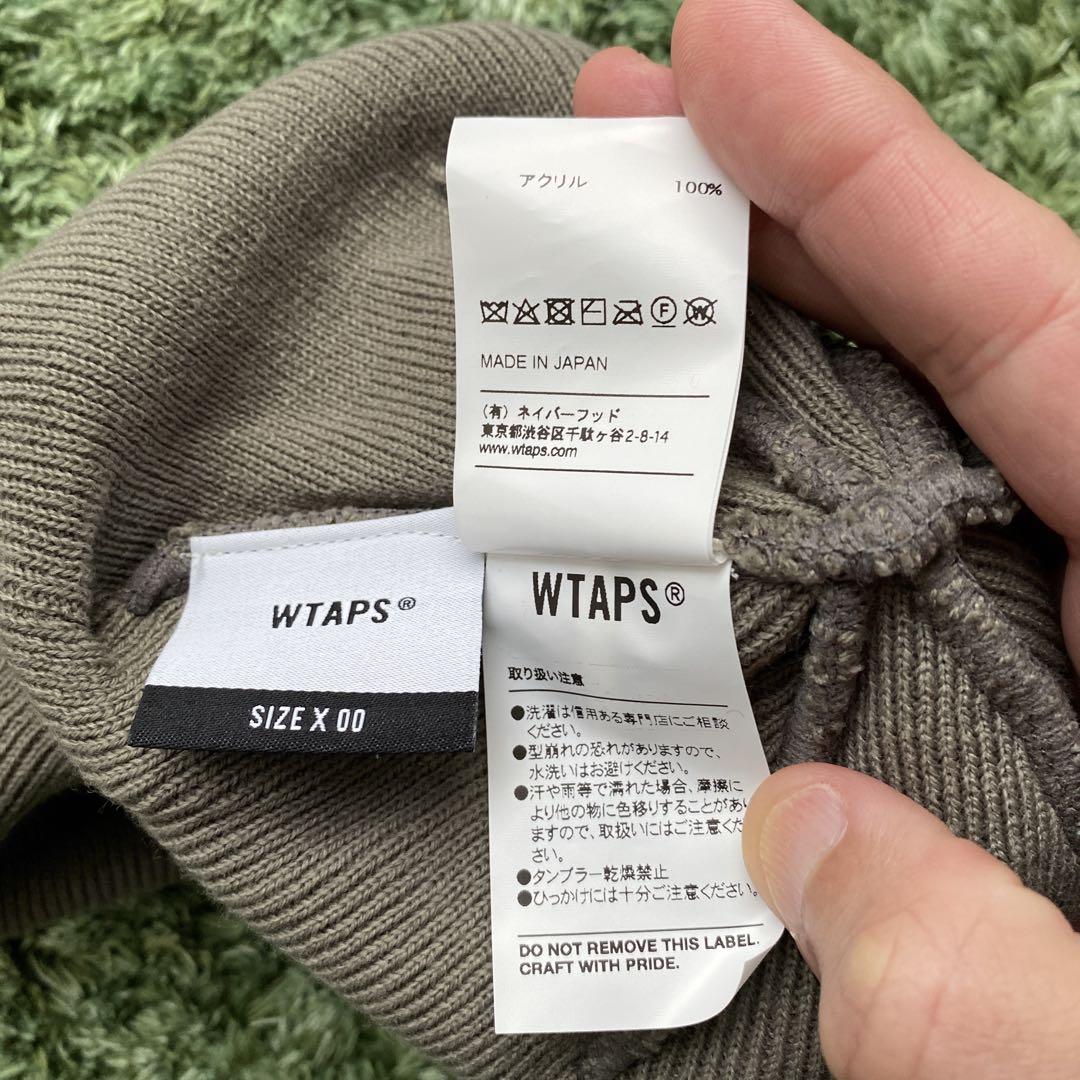 アクリル 100%
MADE IN JAPAN
（有）ネイバーフッド
東京都渋谷区千駄ヶ谷2-8-14
www.wtaps.com
WTAPS®
SIZE X 00
WTAPS®
取り扱い注意
●洗濯は信用ある専門店にご相談
ください。
●型崩れの恐れがありますので、
水洗いはお避けください。
●汗や雨等で濡れた場合、摩擦に
より他の物に色移りすることがあり
ますので、取扱いにはご注意くだ
さい。
●タンブラー乾燥禁止
●ひっかけには十分ご注意ください。
DO NOT REMOVE THIS LABEL.
CRAFT WITH PRIDE.